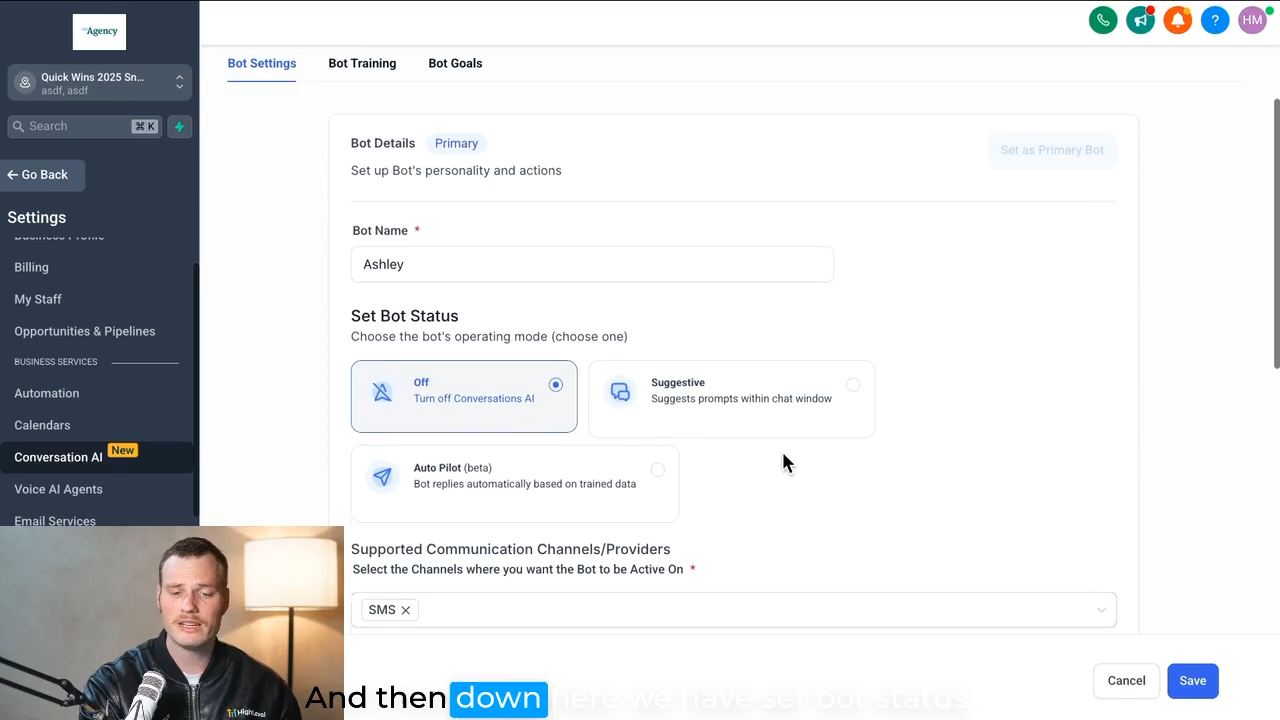 Agency
Quick Wins 2025 Sn...
asdf, asdf
Search
⌘ K
Go Back
Settings
Business Profile
Billing
My Staff
Opportunities & Pipelines
BUSINESS SERVICES
Automation
Calendars
Conversation AI New
Voice AI Agents
Email Services
HM
Bot Settings
Bot Training
Bot Goals
Bot Details
Primary
Set as Primary Bot
Set up Bot's personality and actions
Bot Name *
Ashley
Set Bot Status
Choose the bot's operating mode (choose one)
Off
Turn off Conversations AI
Suggestive
Suggests prompts within chat window
Auto Pilot (beta)
Bot replies automatically based on trained data
Supported Communication Channels/Providers
Select the Channels where you want the Bot to be Active On *
SMS
Cancel
Save
HighLevel
And then down here we have set bot status.